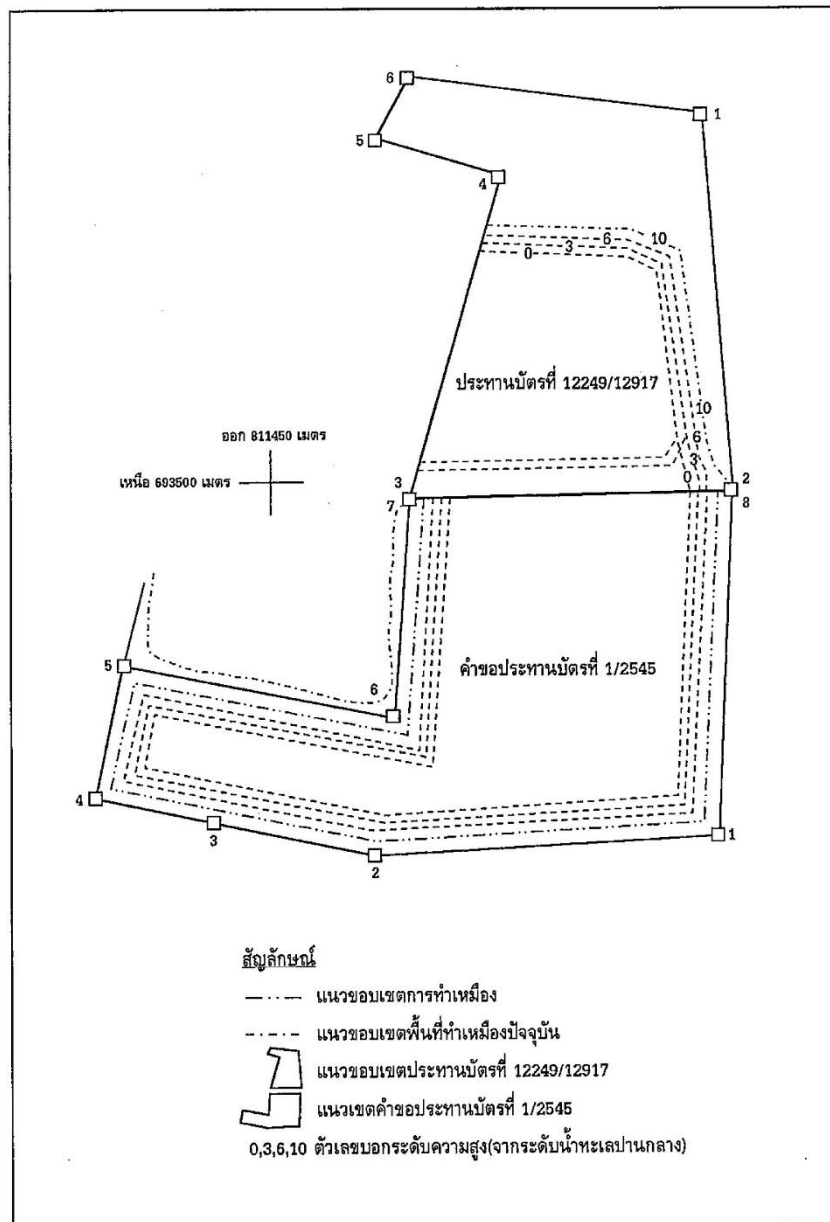 6
1
5
4
10
6
3
0
ประทานบัตรที่ 12249/12917
10
ออก 811450 เมตร
6
เหนือ 693500 เมตร
3
0
3
2
7
8
5
6
คำขอประทานบัตรที่ 1/2545
4
3
1
2
สัญลักษณ์
แนวขอบเขตการทำเหมือง
แนวขอบเขตพื้นที่ทำเหมืองปัจจุบัน
แนวขอบเขตประทานบัตรที่ 12249/12917
แนวเขตคำขอประทานบัตรที่ 1/2545
0,3,6,10 ตัวเลขบอกระดับความสูง(จากระดับน้ำทะเลปานกลาง)